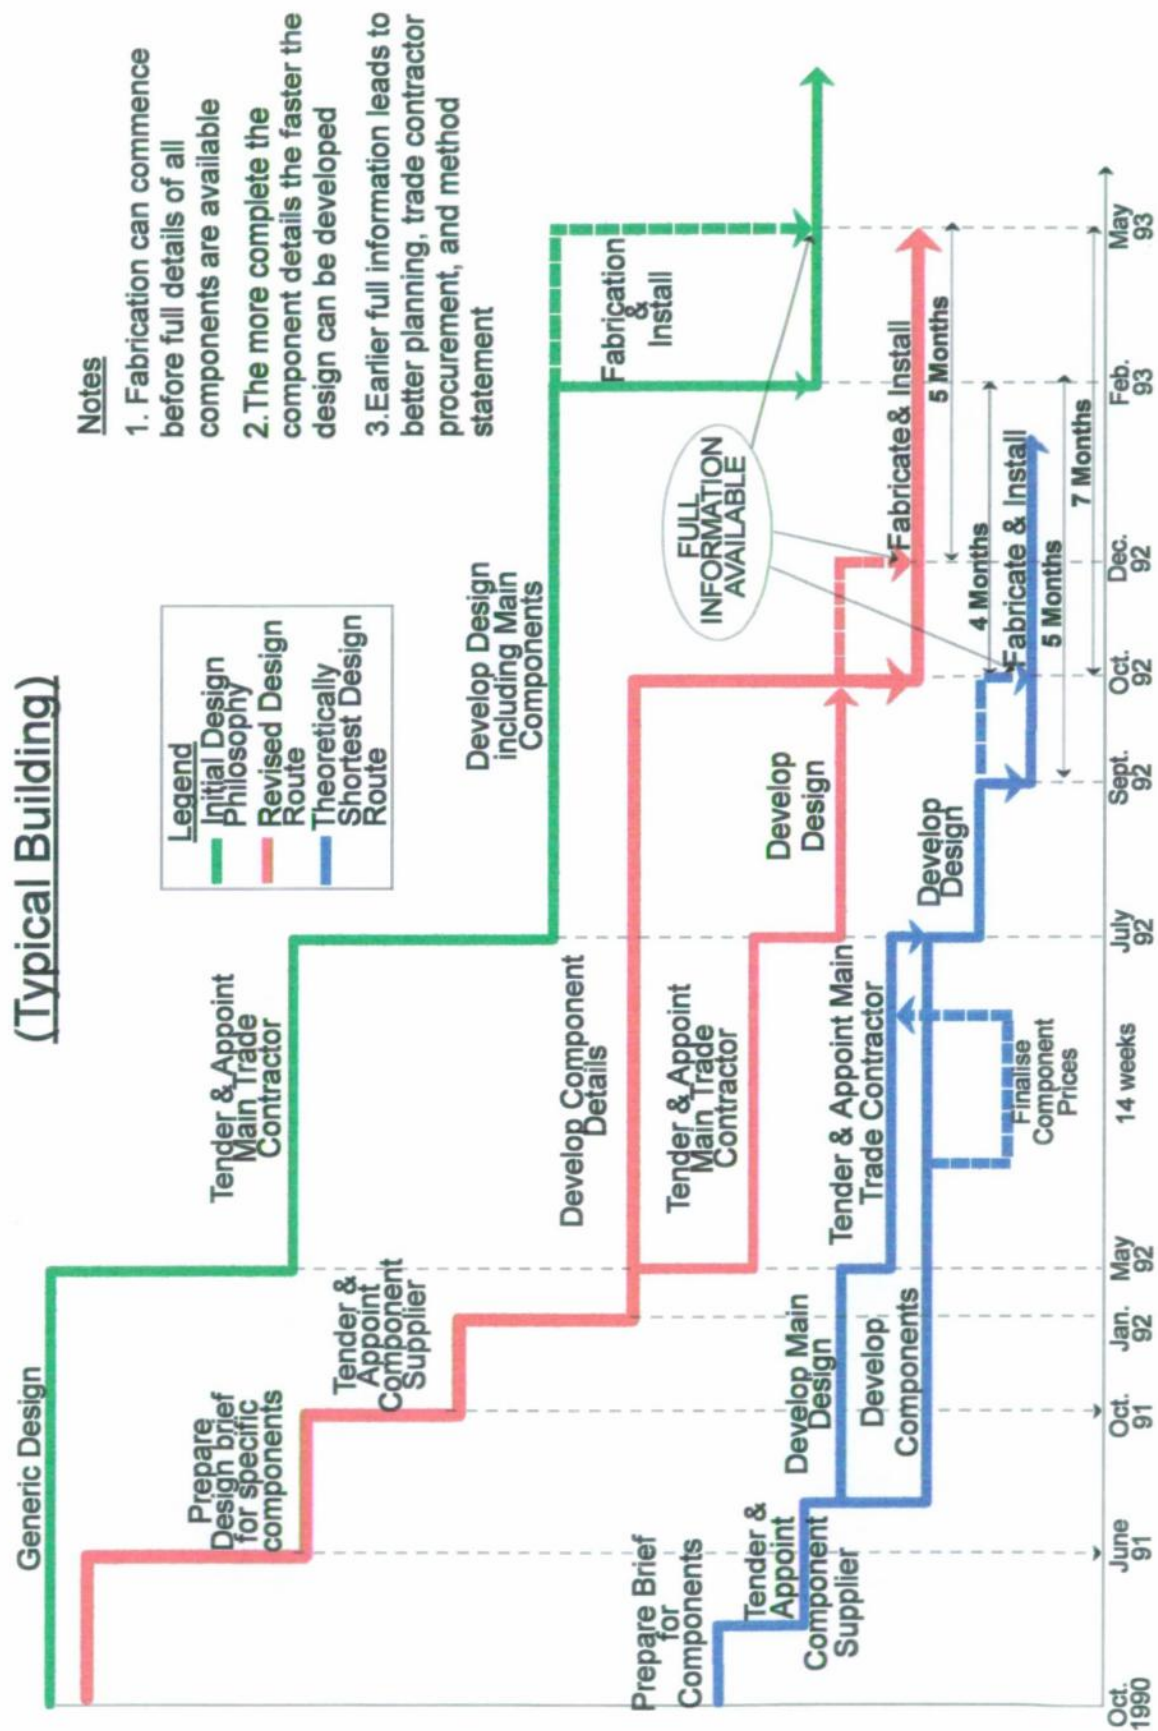 (Typical Building)
Notes
1. Fabrication can commence
before full details of all
components are available
2.The more complete the
component details the faster the
design can be developed
3.Earlier full information leads to
better planning, trade contractor
procurement, and method
statement
Legend
Initial Design
Philosophy
Revised Design
Route
Theoretically
Shortest Design
Route
Generic Design
Tender & Appoint
Main Trade
Contractor
Develop Design
including Main
Components
Fabrication
&
Install
Prepare
Design brief
for specific
components
Tender &
Appoint
Component
Supplier
Develop Component
Details
Tender & Appoint
Main Trade
Contractor
Develop
Design
FULL
INFORMATION
AVAILABLE
Fabricate & Install
5 Months
Prepare Brief
for
Components
Tender &
Appoint
Component
Supplier
Develop Main
Design
Develop
Components
Tender & Appoint Main
Trade Contractor
Finalise
Component
Prices
Develop
Design
4 Months
Fabricate & Install
5 Months
7 Months
Oct.
1990
June
91
Oct.
91
Jan.
92
May
92
14 weeks
July
92
Sept.
92
Oct.
92
Dec.
92
Feb.
93
May
93